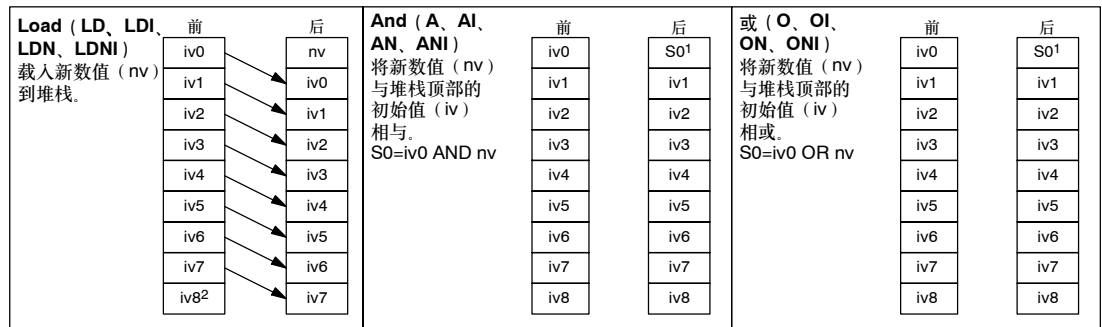 Load（LD、LDI、
LDN、LDNI）
载入新数值（nv）
到堆栈。
前 后
iv0 nv
iv1 iv0
iv2 iv1
iv3 iv2
iv4 iv3
iv5 iv4
iv6 iv5
iv7 iv6
iv8² iv7
And（A、AI、
AN、ANI）
将新数值（nv）
与堆栈顶部的
初始值（iv）
相与。
S0=iv0 AND nv
前 后
iv0 S0¹
iv1 iv1
iv2 iv2
iv3 iv3
iv4 iv4
iv5 iv5
iv6 iv6
iv7 iv7
iv8 iv8
或（O、OI、
ON、ONI）
将新数值（nv）
与堆栈顶部的
初始值（iv）
相或。
S0=iv0 OR nv
前 后
iv0 S0¹
iv1 iv1
iv2 iv2
iv3 iv3
iv4 iv4
iv5 iv5
iv6 iv6
iv7 iv7
iv8 iv8